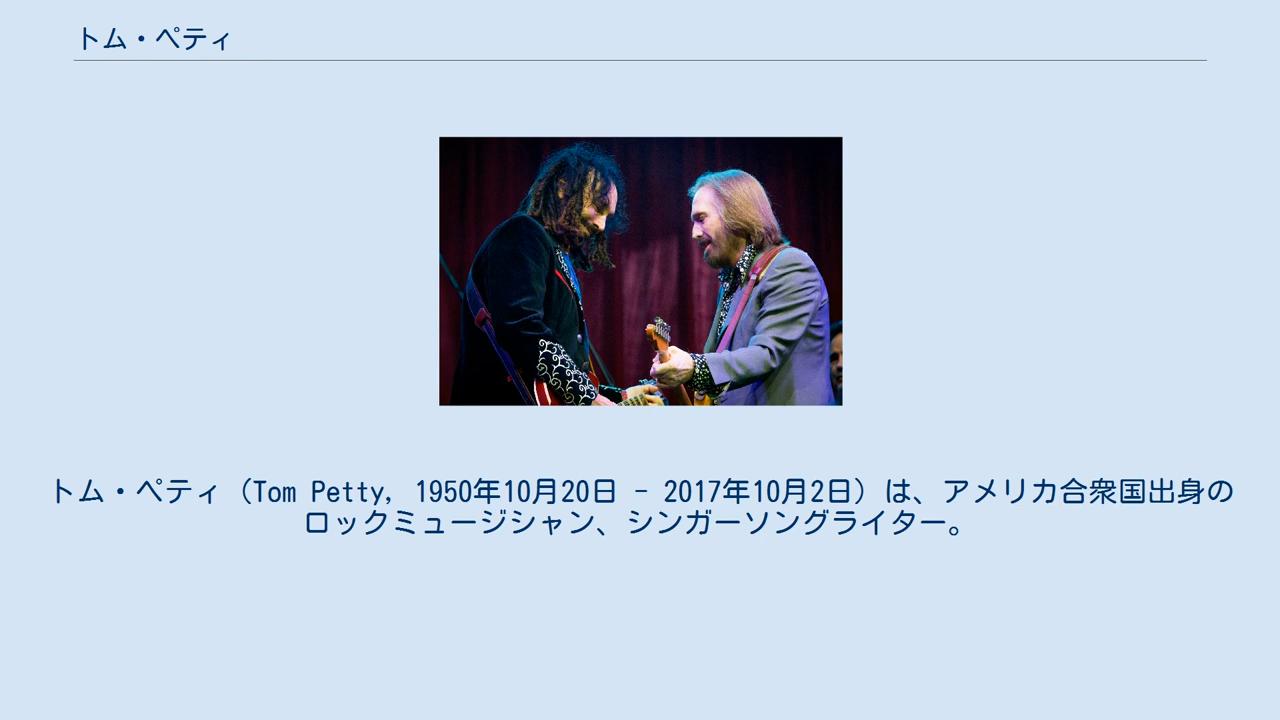 トム・ペティ
トム・ペティ（Tom Petty, 1950年10月20日 - 2017年10月2日）は、アメリカ合衆国出身の
ロックミュージシャン、シンガーソングライター。